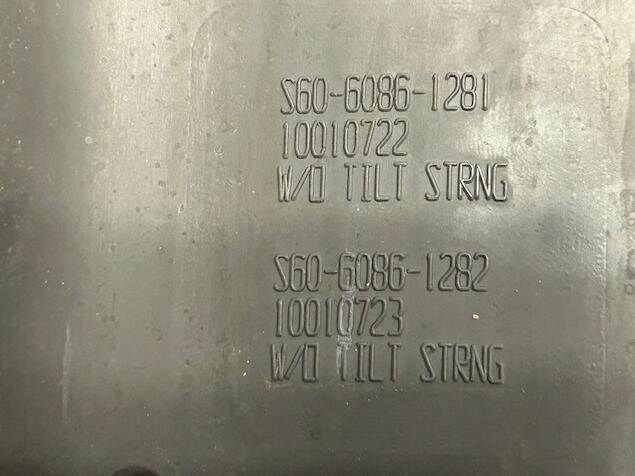 S60-6086-1281
10010722
W/O TILT STRNG
S60-6086-1282
10010723
W/O TILT STRNG